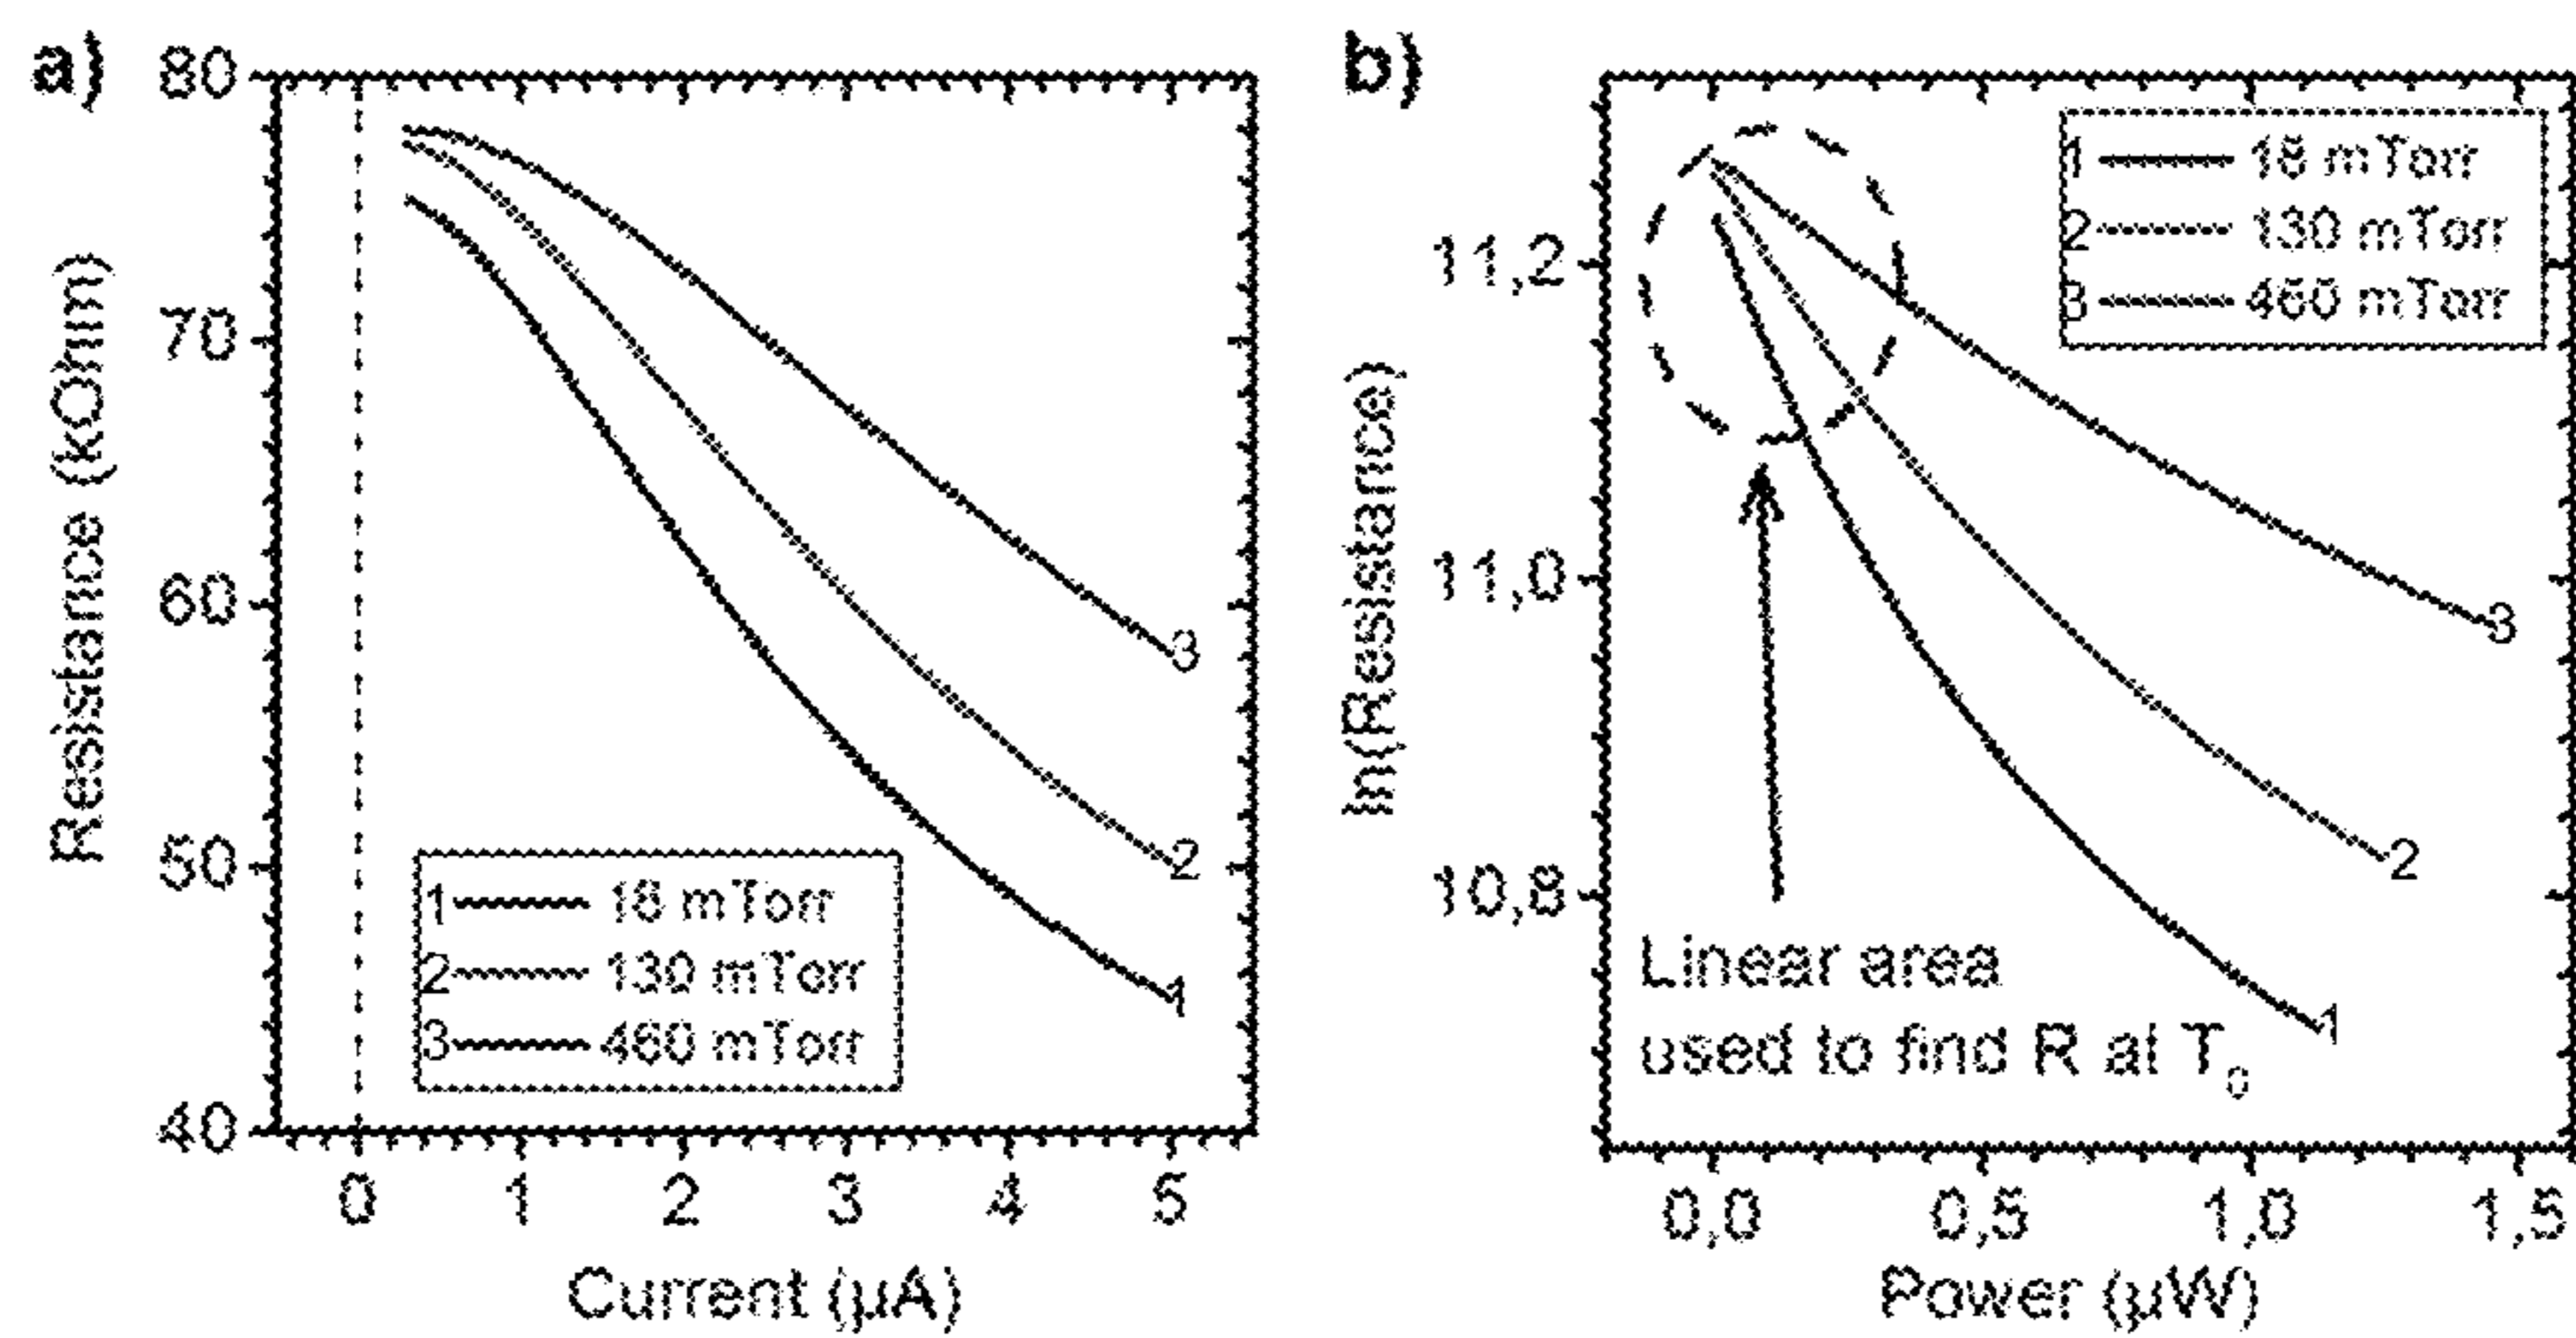 a)
80
70
60
50
40
Resistance (kOhm)
1 18 mTorr
2 130 mTorr
3 460 mTorr
3
2
1
0 1 2 3 4 5
Current (µA)
b)
11,2
11,0
10,8
ln(Resistance)
1 18 mTorr
2 130 mTorr
3 460 mTorr
3
2
1
Linear area
used to find R at T0
0,0 0,5 1,0 1,5
Power (µW)